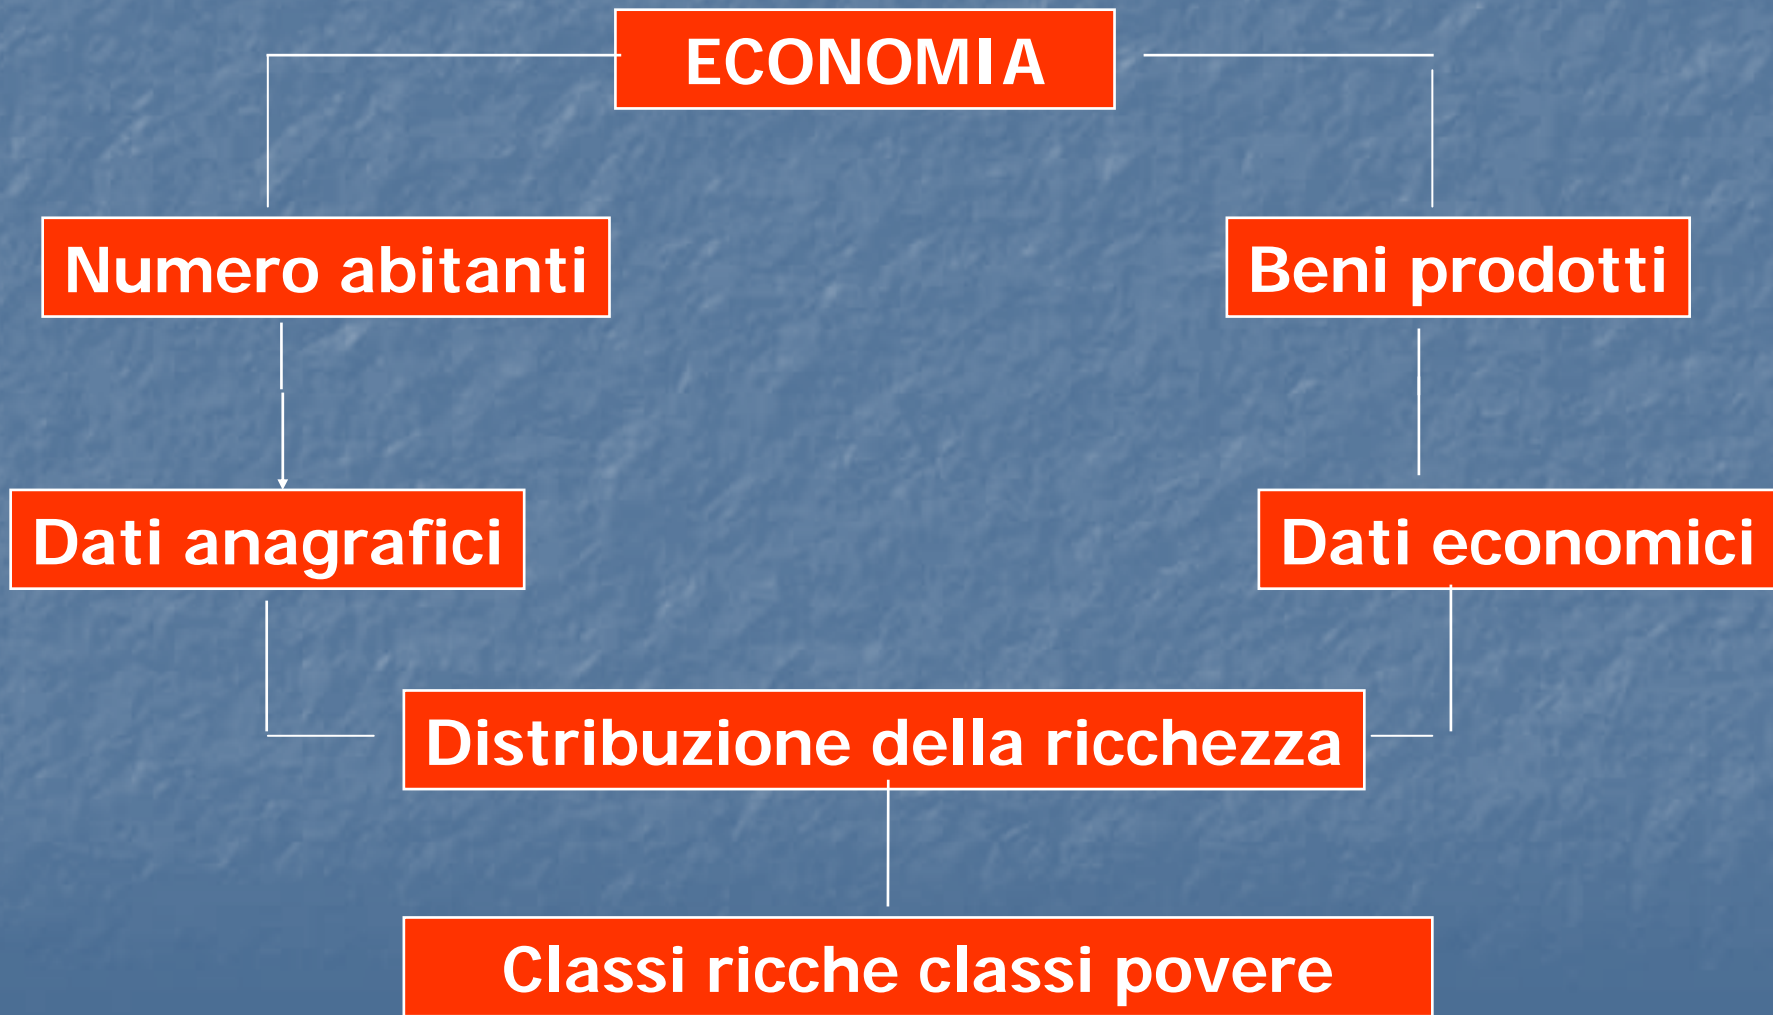 ECONOMIA
Numero abitanti
Beni prodotti
Dati anagrafici
Dati economici
Distribuzione della ricchezza
Classi ricche classi povere